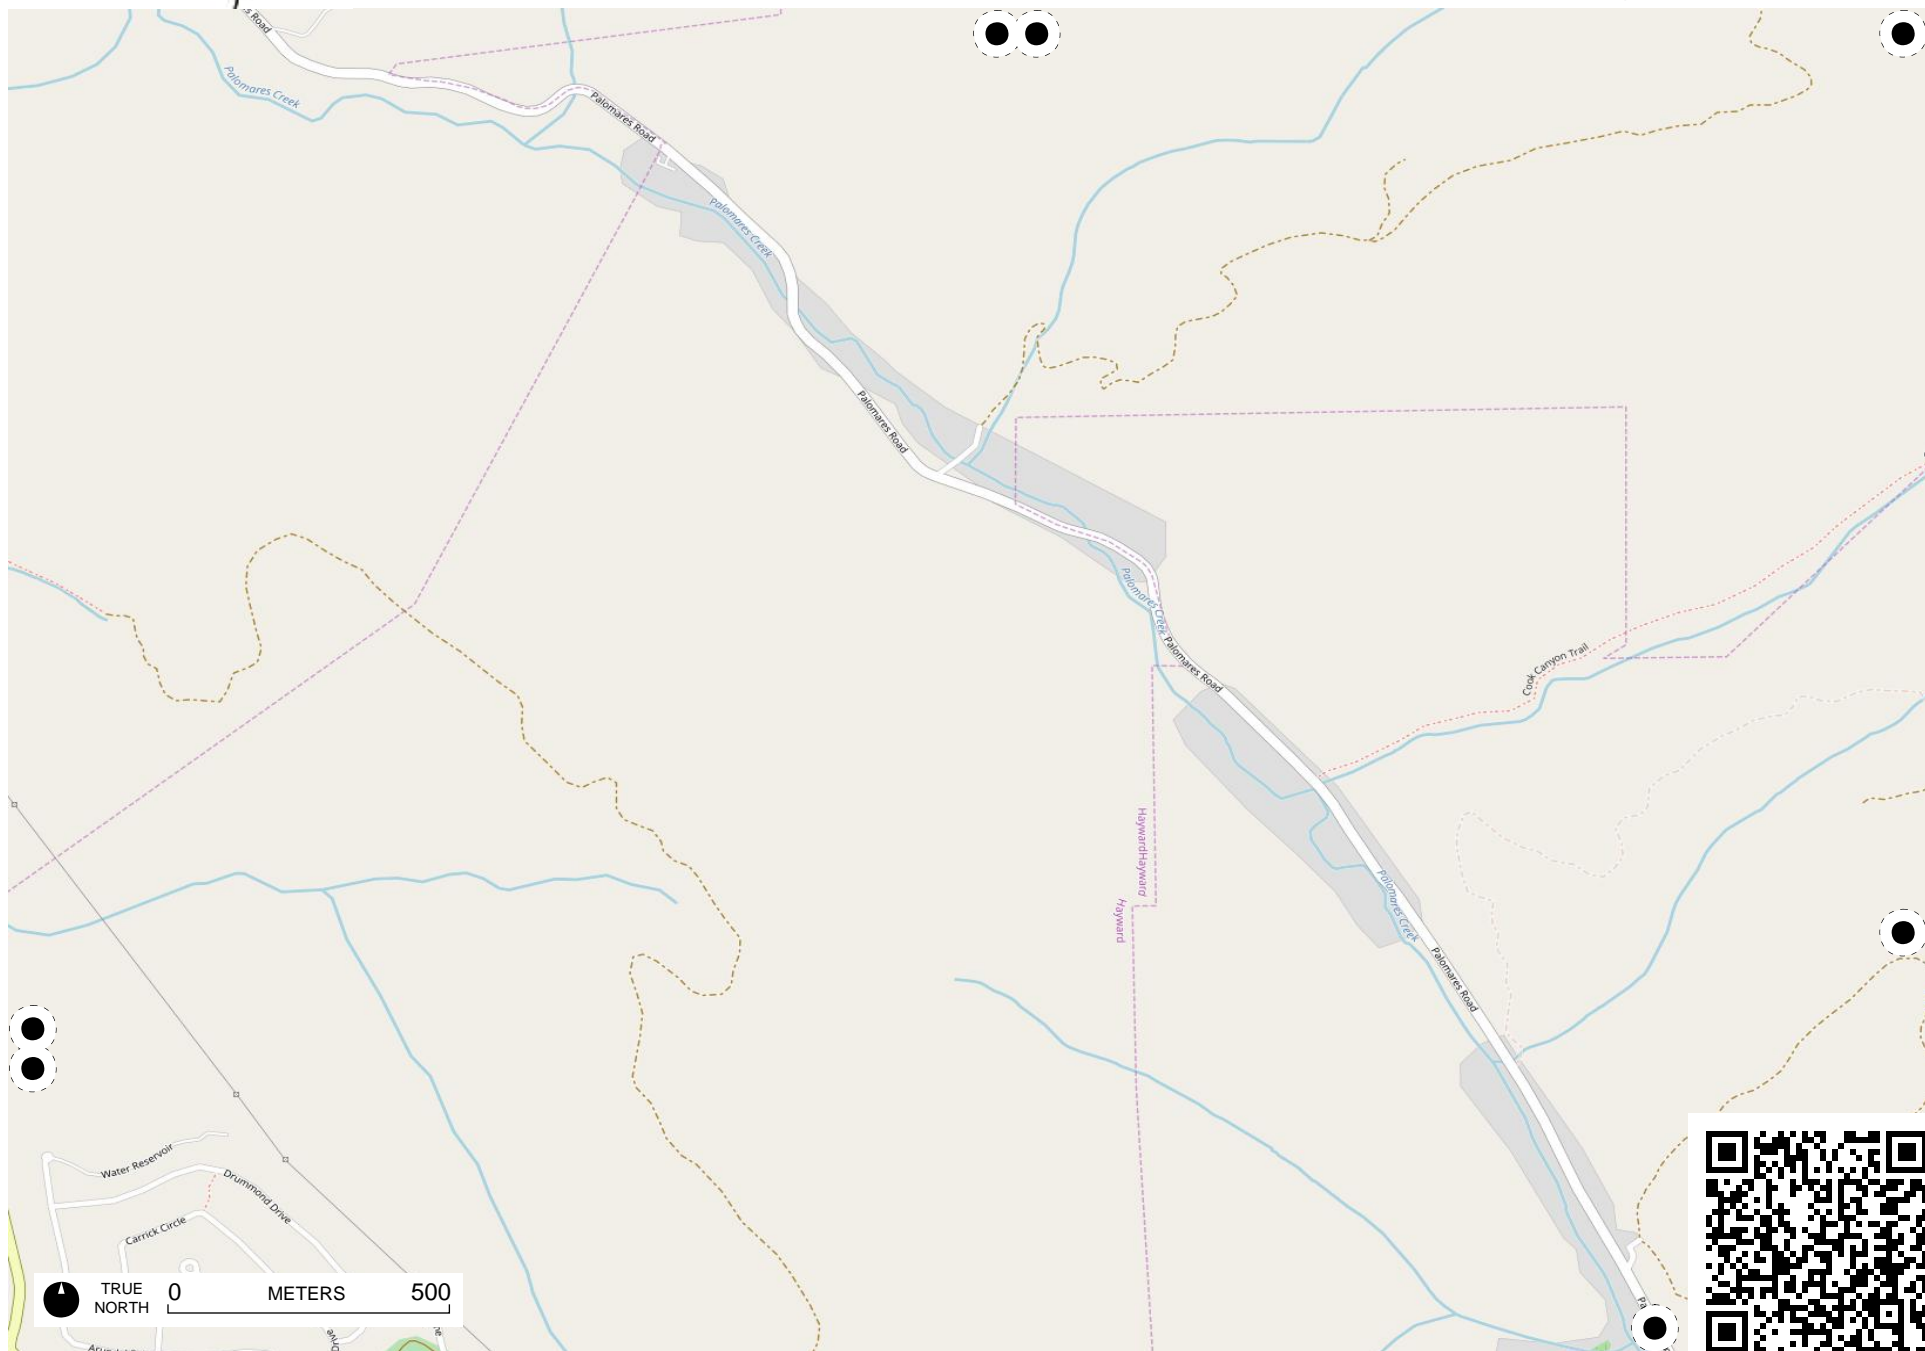 Palomares Creek
Palomares Road
Palomares Creek
Palomares Road
Palomares Creek
Palomares Road
Cook Canyon Trail
HaywardHayward
Hayward
Palomares Creek
Palomares Road
Water Reservoir
Drummond Drive
Carrick Circle
TRUE
NORTH
0 METERS 500